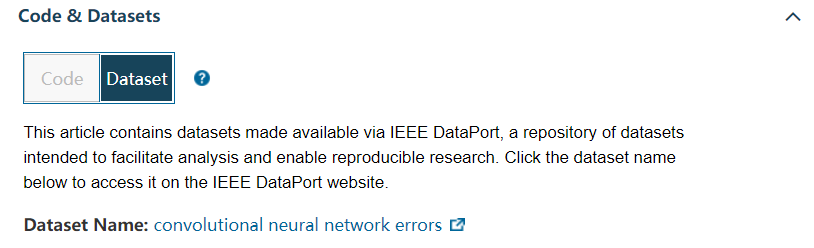 Code & Datasets
Code Dataset ?
This article contains datasets made available via IEEE DataPort, a repository of datasets
intended to facilitate analysis and enable reproducible research. Click the dataset name
below to access it on the IEEE DataPort website.
Dataset Name: convolutional neural network errors